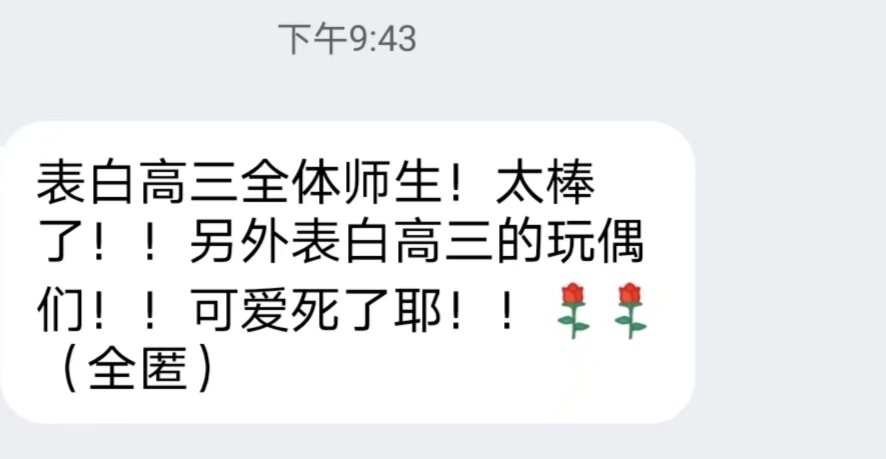 下午9:43
表白高三全体师生！太棒
了！！另外表白高三的玩偶
们！！可爱死了耶！！🌹🌹
（全匿）